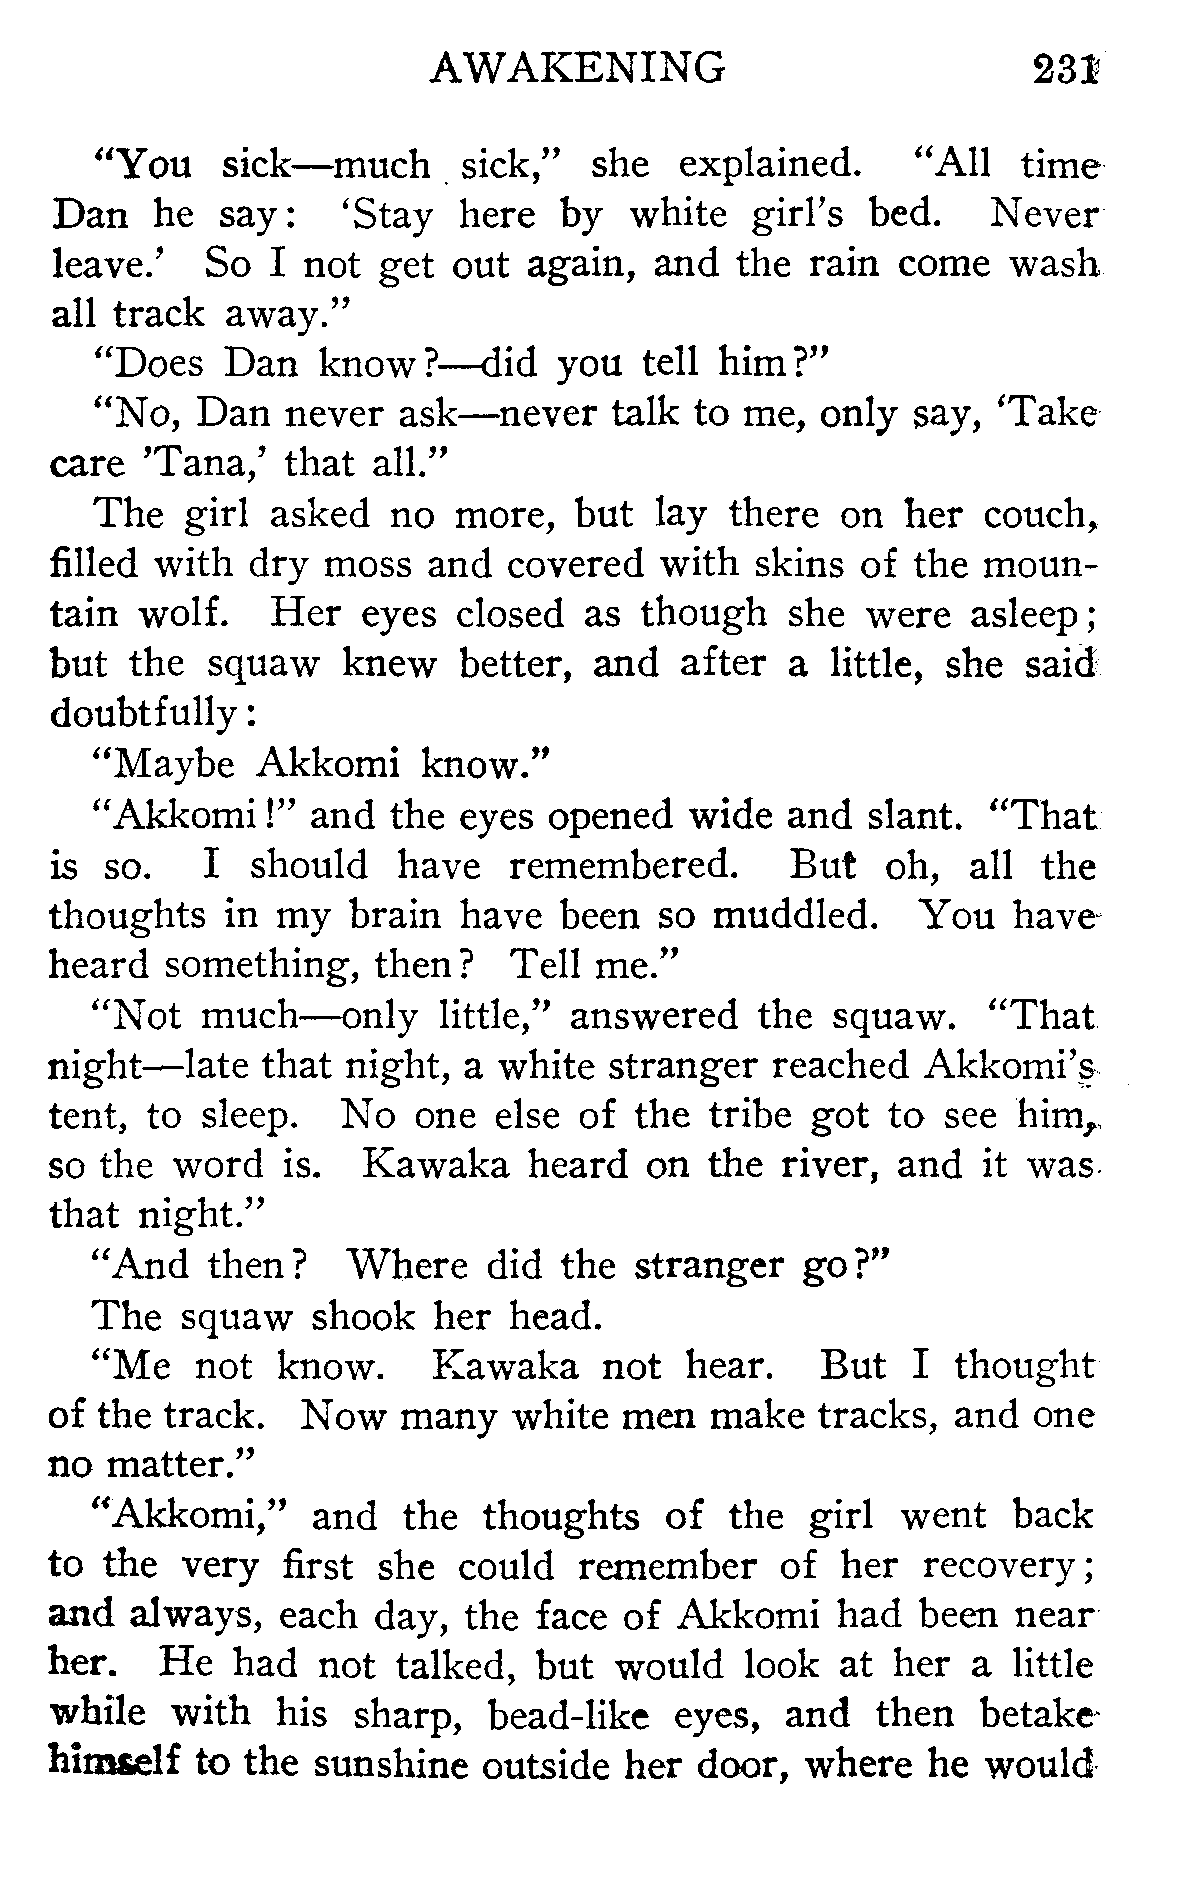 AWAKENING 231
“You sick—much sick,” she explained. “All time
Dan he say: ‘Stay here by white girl’s bed. Never
leave.’ So I not get out again, and the rain come wash
all track away.”
“Does Dan know?—did you tell him?”
“No, Dan never ask—never talk to me, only say, ‘Take
care ’Tana,’ that all.”
The girl asked no more, but lay there on her couch,
filled with dry moss and covered with skins of the moun-
tain wolf. Her eyes closed as though she were asleep;
but the squaw knew better, and after a little, she said
doubtfully:
“Maybe Akkomi know.”
“Akkomi!” and the eyes opened wide and slant. “That
is so. I should have remembered. But oh, all the
thoughts in my brain have been so muddled. You have
heard something, then? Tell me.”
“Not much—only little,” answered the squaw. “That
night—late that night, a white stranger reached Akkomi’s
tent, to sleep. No one else of the tribe got to see him,
so the word is. Kawaka heard on the river, and it was
that night.”
“And then? Where did the stranger go?”
The squaw shook her head.
“Me not know. Kawaka not hear. But I thought
of the track. Now many white men make tracks, and one
no matter.”
“Akkomi,” and the thoughts of the girl went back
to the very first she could remember of her recovery;
and always, each day, the face of Akkomi had been near
her. He had not talked, but would look at her a little
while with his sharp, bead-like eyes, and then betake
himself to the sunshine outside her door, where he would